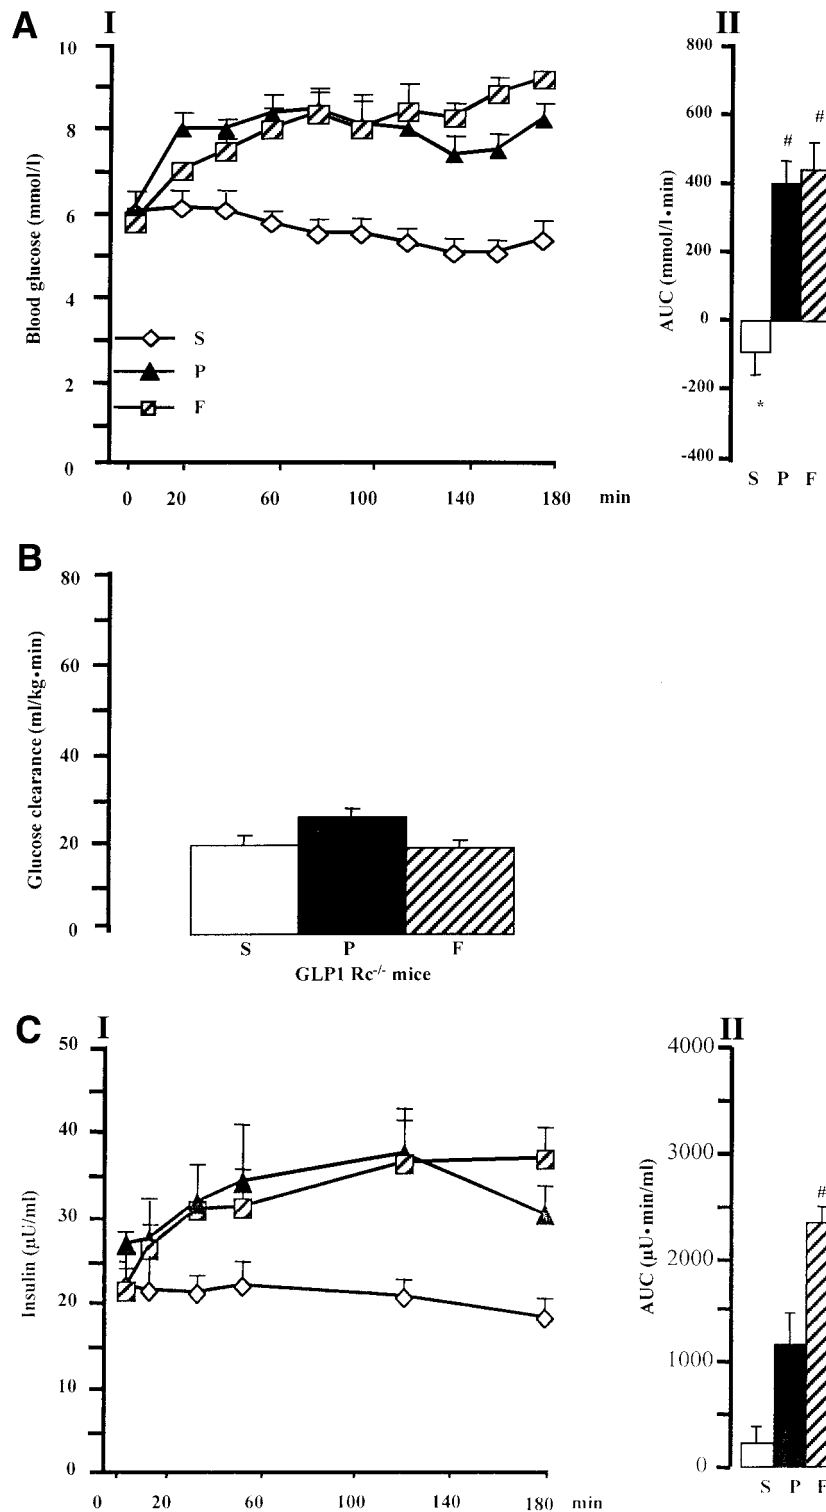 A
I
II
10
8
6
4
2
0
Blood glucose (mmol/l)
S
P
F
0 20 60 100 140 180 min
800
600
400
200
0
-200
-400
AUC (mmol/l•min)
# #
*
S P F
B
80
60
40
20
0
Glucose clearance (ml/kg•min)
S P F
GLP1 Rc-/- mice
C
I
II
50
40
30
20
10
0
Insulin (µU/ml)
0 20 60 100 140 180 min
4000
3000
2000
1000
0
AUC (µU•min/ml)
#
S P F